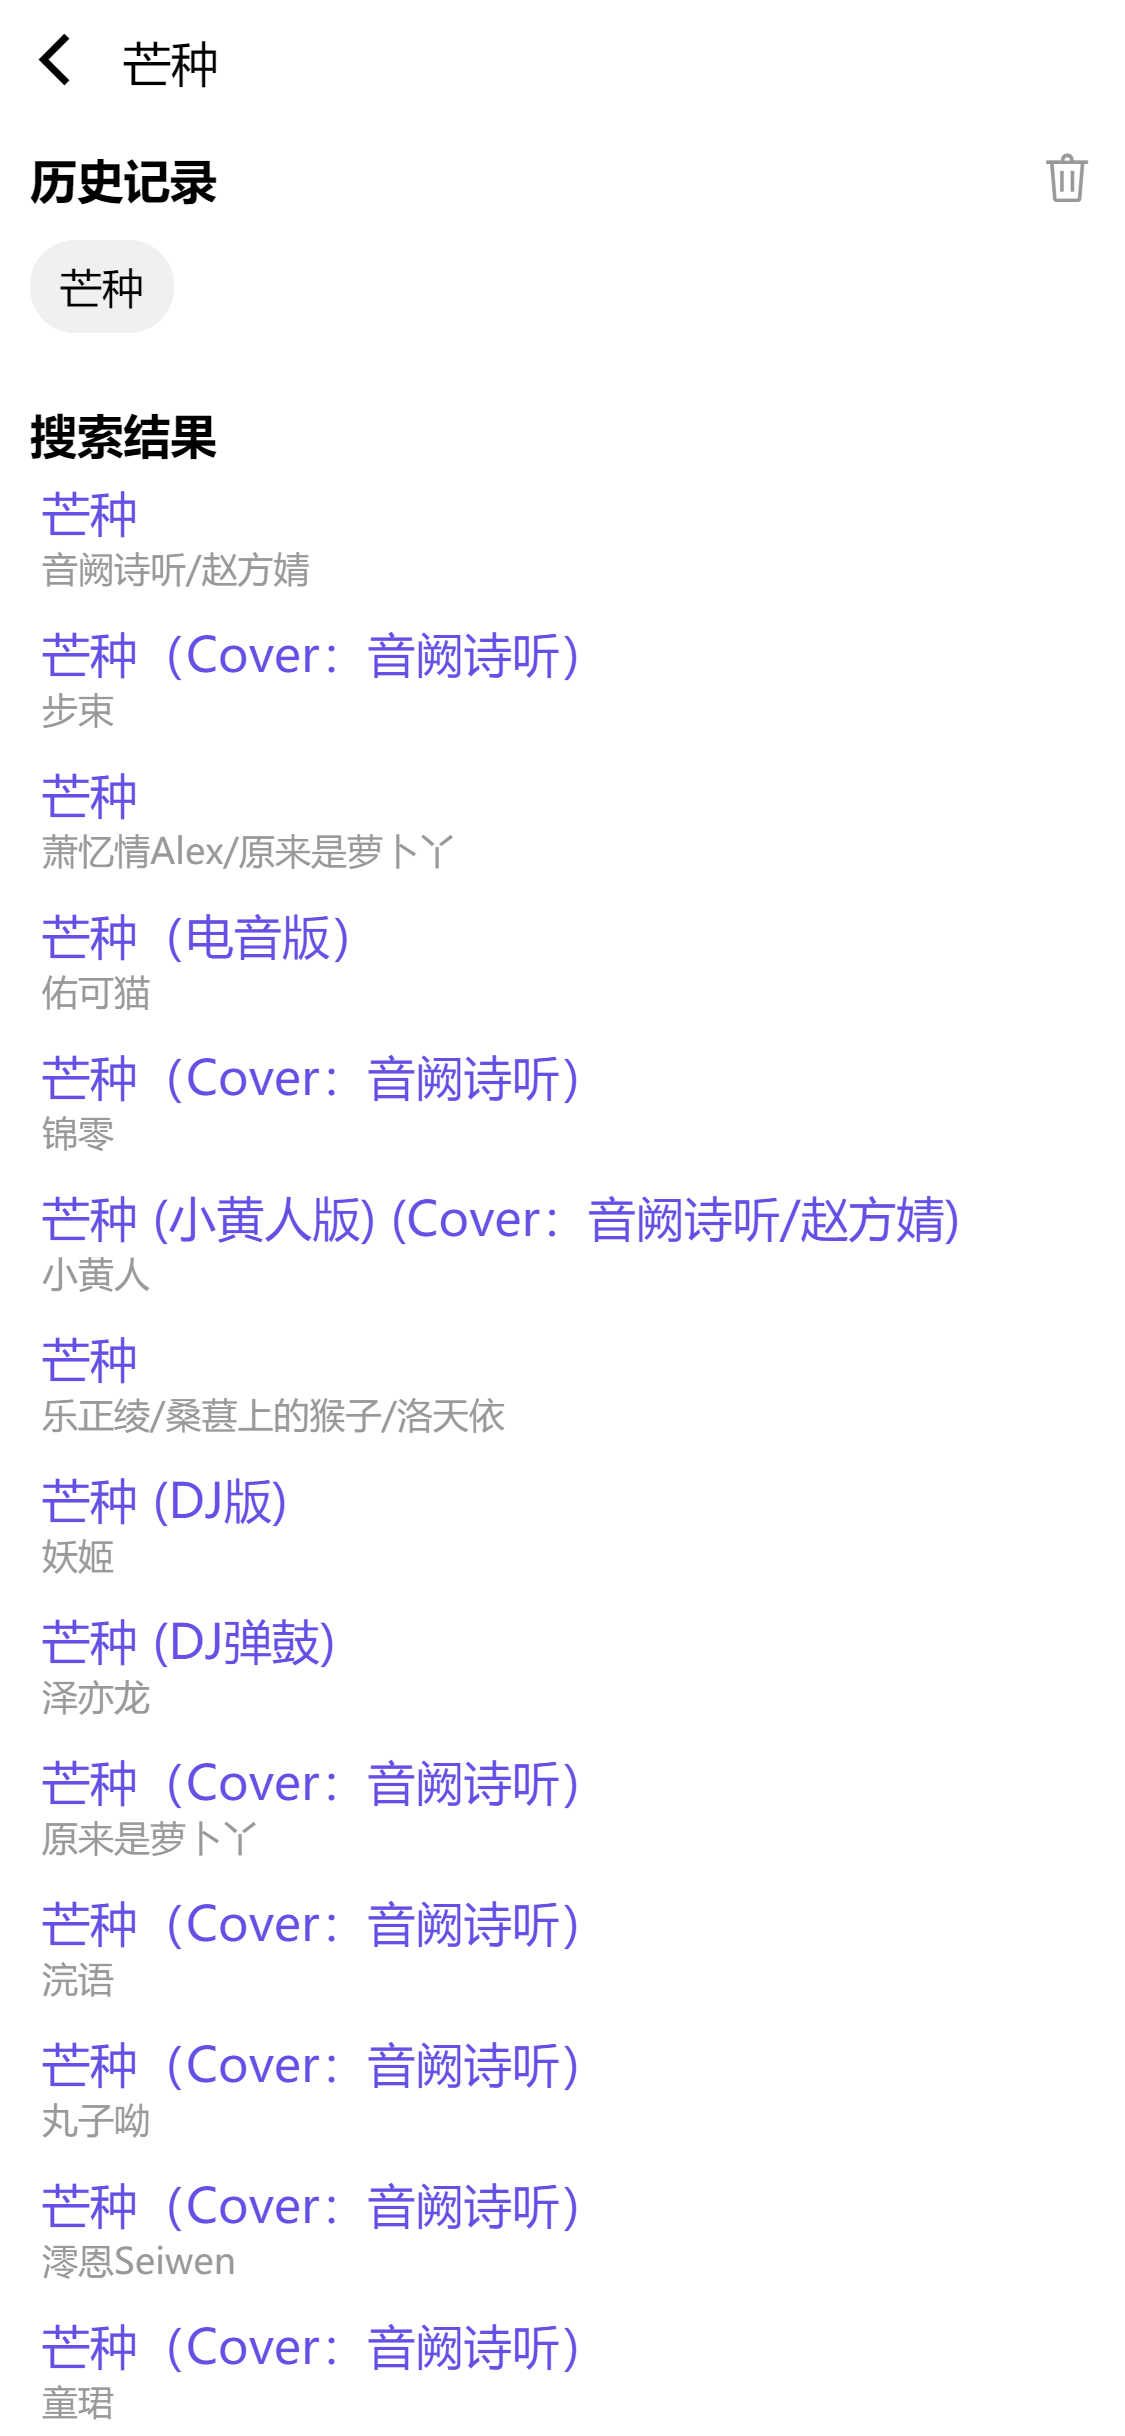 芒种
历史记录
芒种
搜索结果
芒种
音阙诗听/赵方婧
芒种（Cover：音阙诗听）
步束
芒种
萧忆情Alex/原来是萝卜丫
芒种（电音版）
佑可猫
芒种（Cover：音阙诗听）
锦零
芒种 (小黄人版) (Cover：音阙诗听/赵方婧)
小黄人
芒种
乐正绫/桑葚上的猴子/洛天依
芒种 (DJ版)
妖姬
芒种 (DJ弹鼓)
泽亦龙
芒种（Cover：音阙诗听）
原来是萝卜丫
芒种（Cover：音阙诗听）
浣语
芒种（Cover：音阙诗听）
丸子呦
芒种（Cover：音阙诗听）
澪恩Seiwen
芒种（Cover：音阙诗听）
童珺